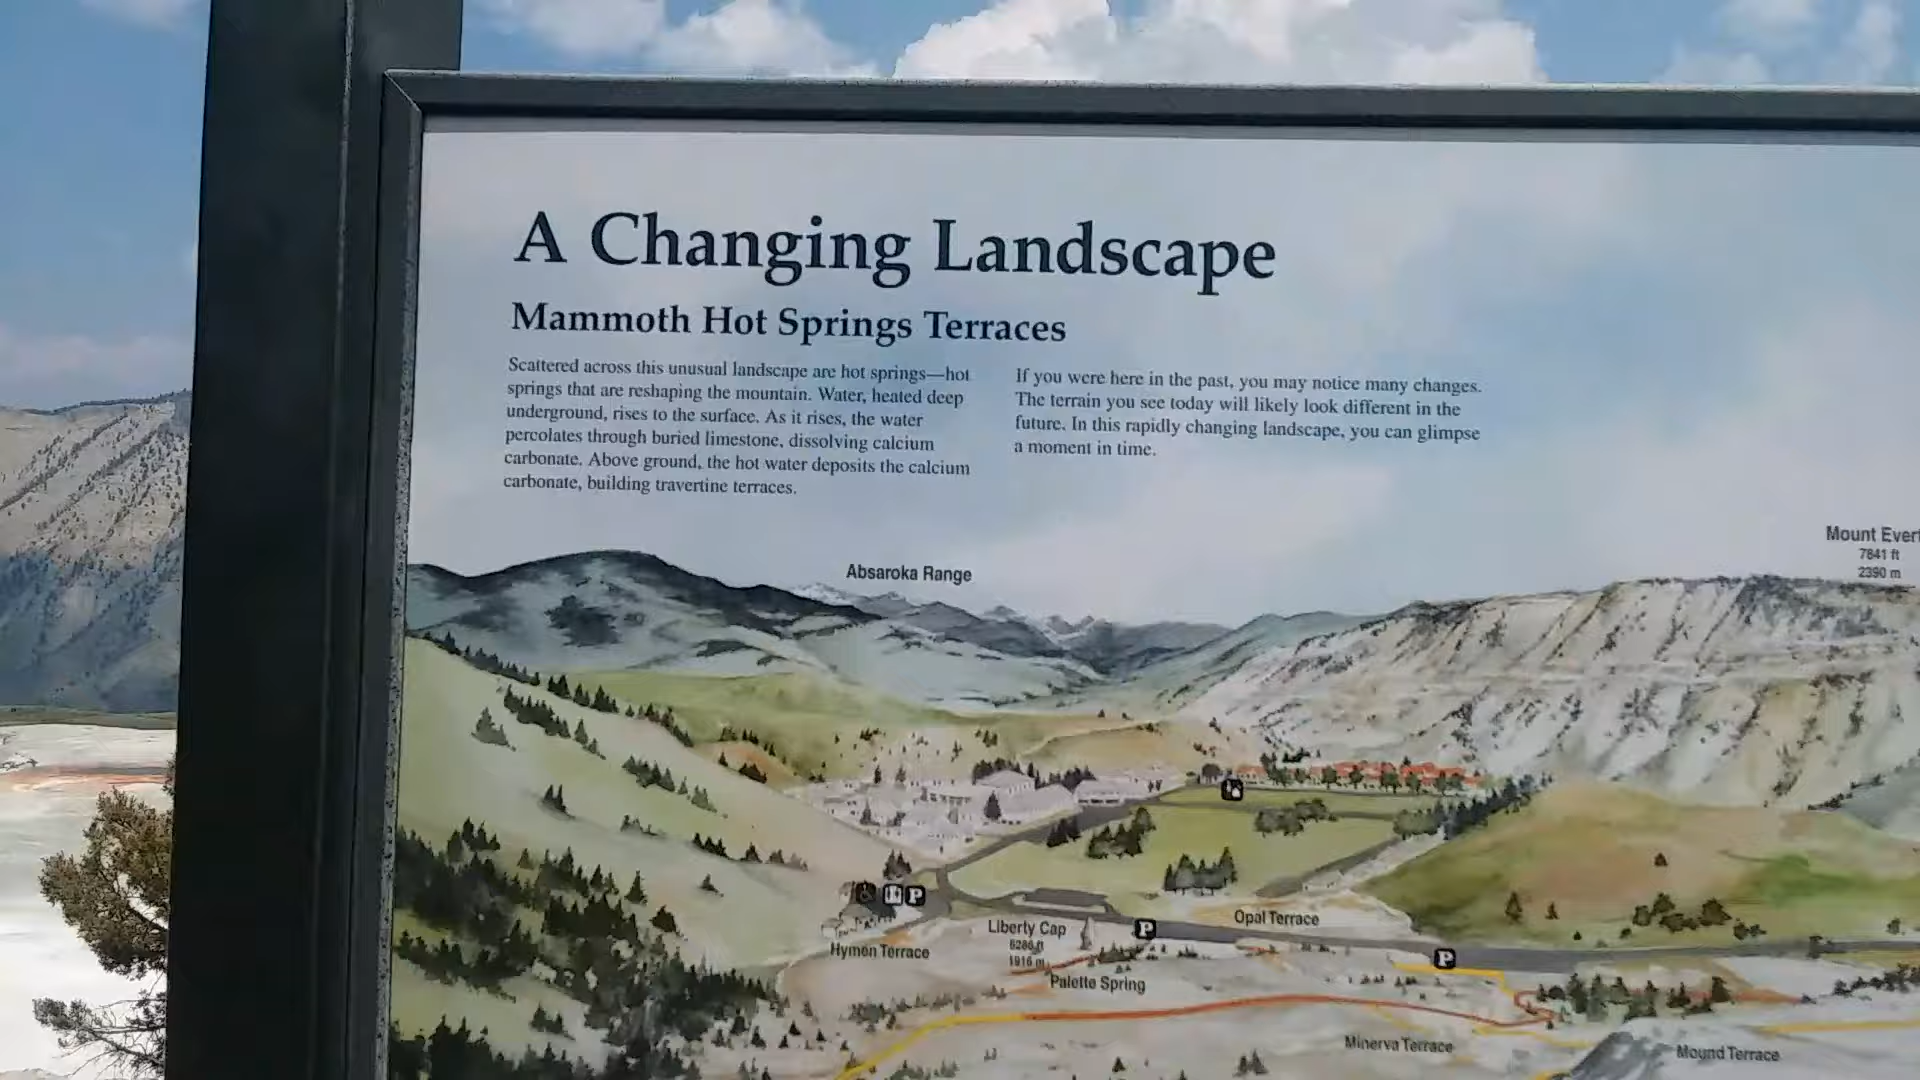 A Changing Landscape
Mammoth Hot Springs Terraces
Scattered across this unusual landscape are hot springs—hot
springs that are reshaping the mountain. Water, heated deep
underground, rises to the surface. As it rises, the water
percolates through buried limestone, dissolving calcium
carbonate. Above ground, the hot water deposits the calcium
carbonate, building travertine terraces.
If you were here in the past, you may notice many changes.
The terrain you see today will likely look different in the
future. In this rapidly changing landscape, you can glimpse
a moment in time.
Absaroka Range
Mount Evert
7841 ft
2390 m
P
Hymen Terrace
Liberty Cap
1916 m
P
Opal Terrace
P
Palette Spring
Minerva Terrace
Mound Terrace